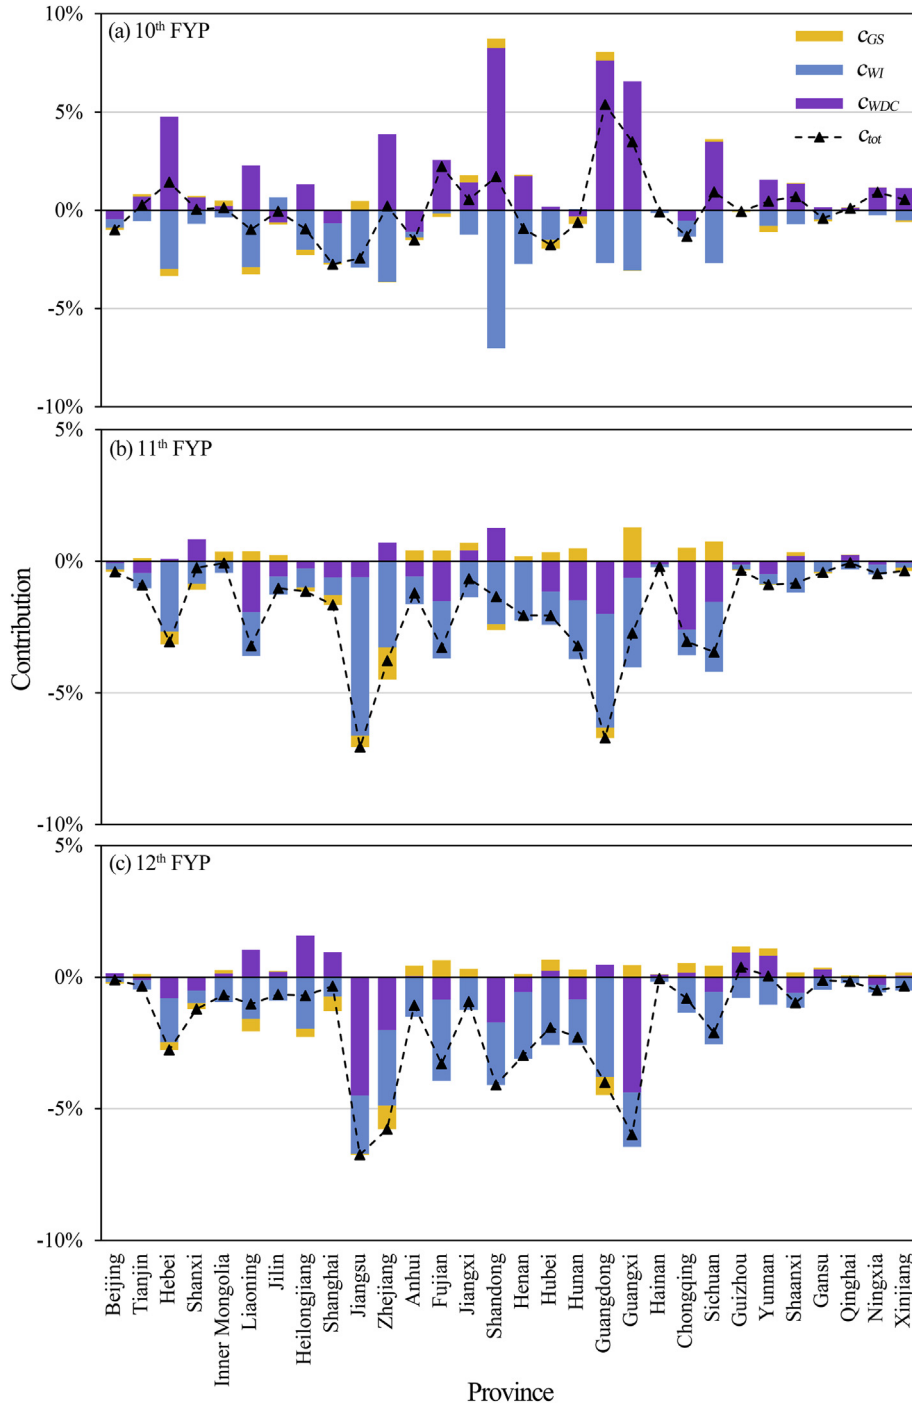 10%
(a) 10th FYP
cGS
cWI
5%
cWDC
ctot
0%
-5%
-10%
5%
(b) 11th FYP
0%
Contribution
-5%
-10%
5%
(c) 12th FYP
0%
-5%
-10%
Beijing
Tianjin
Hebei
Shanxi
Inner Mongolia
Liaoning
Jilin
Heilongjiang
Shanghai
Jiangsu
Zhejiang
Anhui
Fujian
Jiangxi
Shandong
Henan
Hubei
Hunan
Guangdong
Guangxi
Hainan
Chongqing
Sichuan
Guizhou
Yunnan
Shaanxi
Gansu
Qinghai
Ningxia
Xinjiang
Province